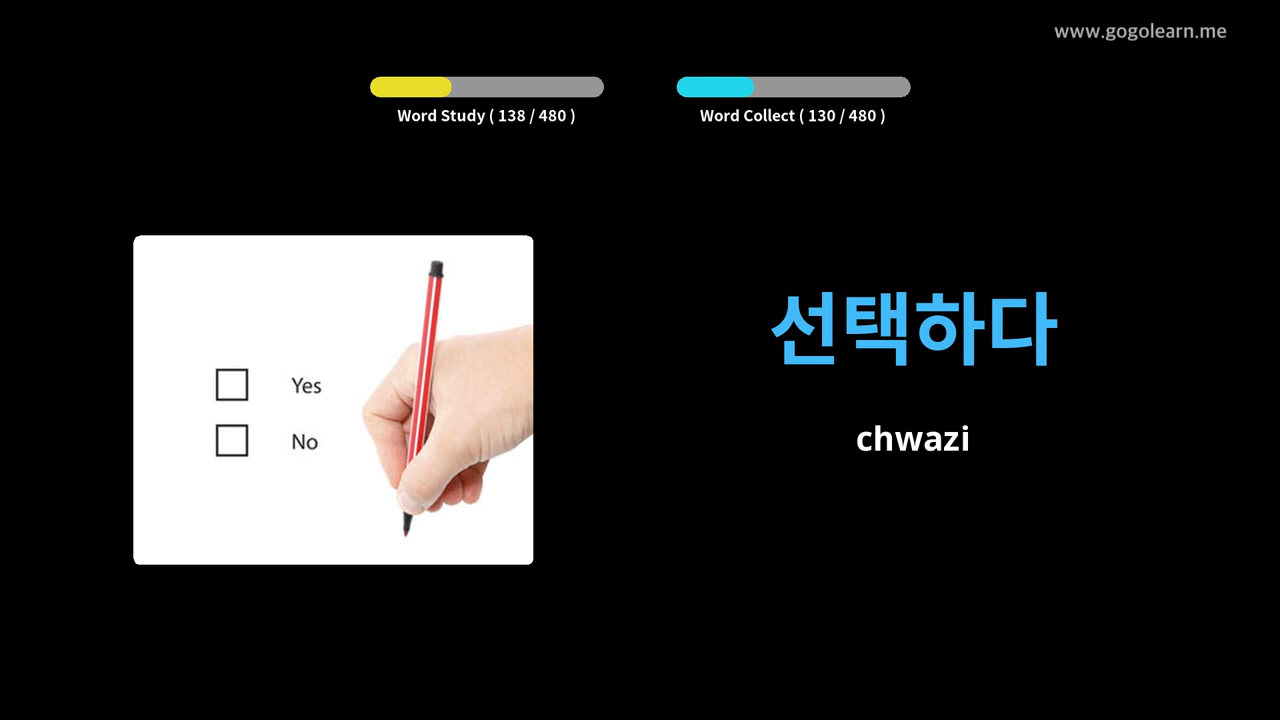 www.gogolearn.me
Word Study ( 138 / 480 )
Word Collect ( 130 / 480 )
선택하다
chwazi
Yes
No